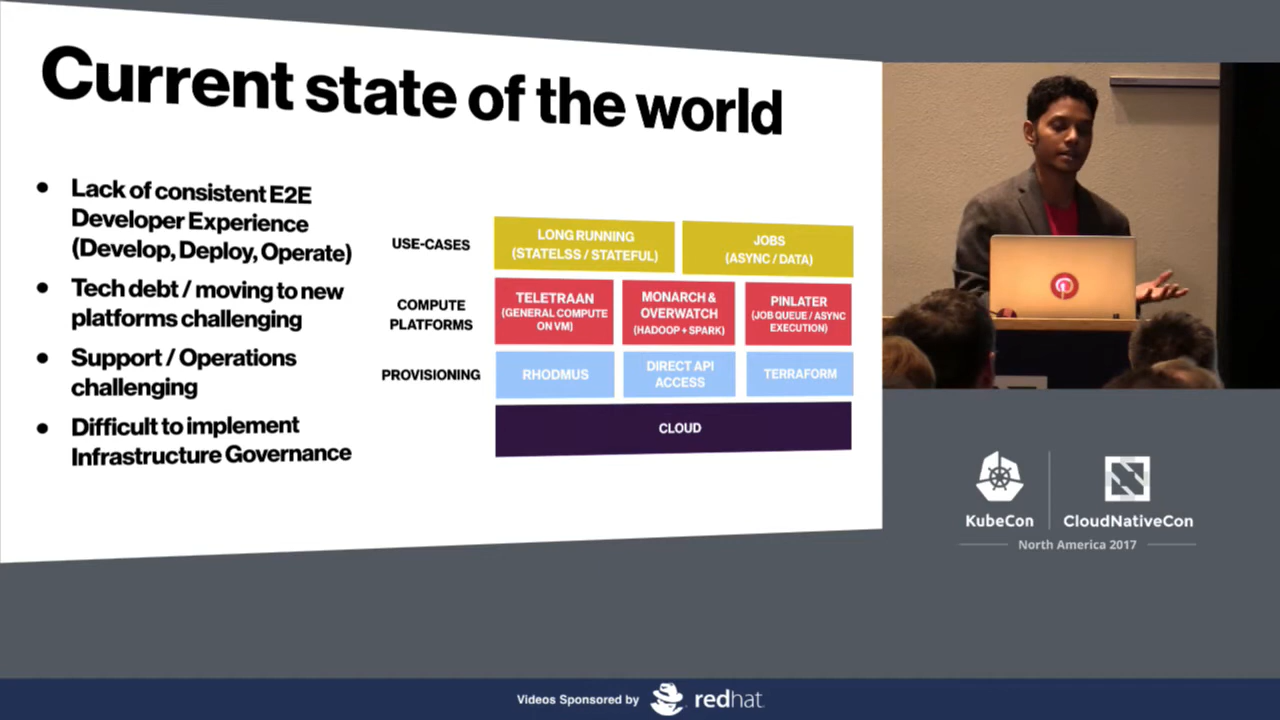 Current state of the world
● Lack of consistent E2E
Developer Experience
(Develop, Deploy, Operate)
● Tech debt / moving to new
platforms challenging
● Support / Operations
challenging
● Difficult to implement
Infrastructure Governance
USE-CASES
LONG RUNNING
(STATELSS / STATEFUL)
JOBS
(ASYNC / DATA)
COMPUTE
PLATFORMS
TELETRAAN
(GENERAL COMPUTE
ON VM)
MONARCH &
OVERWATCH
(HADOOP + SPARK)
PINLATER
(JOB QUEUE / ASYNC
EXECUTION)
PROVISIONING
RHODMUS
DIRECT API
ACCESS
TERRAFORM
CLOUD
KubeCon
CloudNativeCon
North America 2017
Videos Sponsored by
redhat.